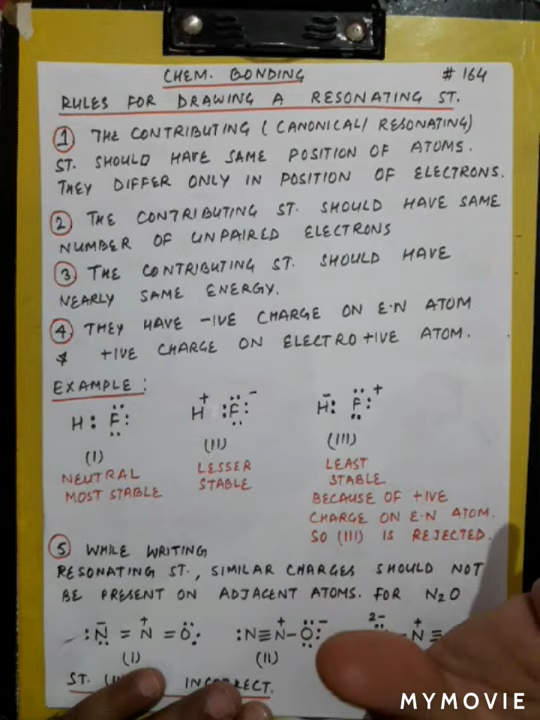 CHEM. BONDING # 164
RULES FOR DRAWING A RESONATING ST.
① THE CONTRIBUTING (CANONICAL/RESONATING)
ST. SHOULD HAVE SAME POSITION OF ATOMS.
THEY DIFFER ONLY IN POSITION OF ELECTRONS.
② THE CONTRIBUTING ST. SHOULD HAVE SAME
NUMBER OF UNPAIRED ELECTRONS
③ THE CONTRIBUTING ST. SHOULD HAVE
NEARLY SAME ENERGY.
④ THEY HAVE -IVE CHARGE ON E.N ATOM
& +IVE CHARGE ON ELECTRO +IVE ATOM.
EXAMPLE :
H : F : H+ : F :- H:- F :+
(I) (II) (III)
NEUTRAL LESSER LEAST
MOST STABLE STABLE STABLE
BECAUSE OF +IVE
CHARGE ON E.N ATOM.
SO (III) IS REJECTED.
⑤ WHILE WRITING
RESONATING ST., SIMILAR CHARGES SHOULD NOT
BE PRESENT ON ADJACENT ATOMS. FOR N2O
:N- = N+ = O: :N≡N+-O:- 2- N+ ≡
(I) (II)
ST. INCORRECT.
MYMOVIE